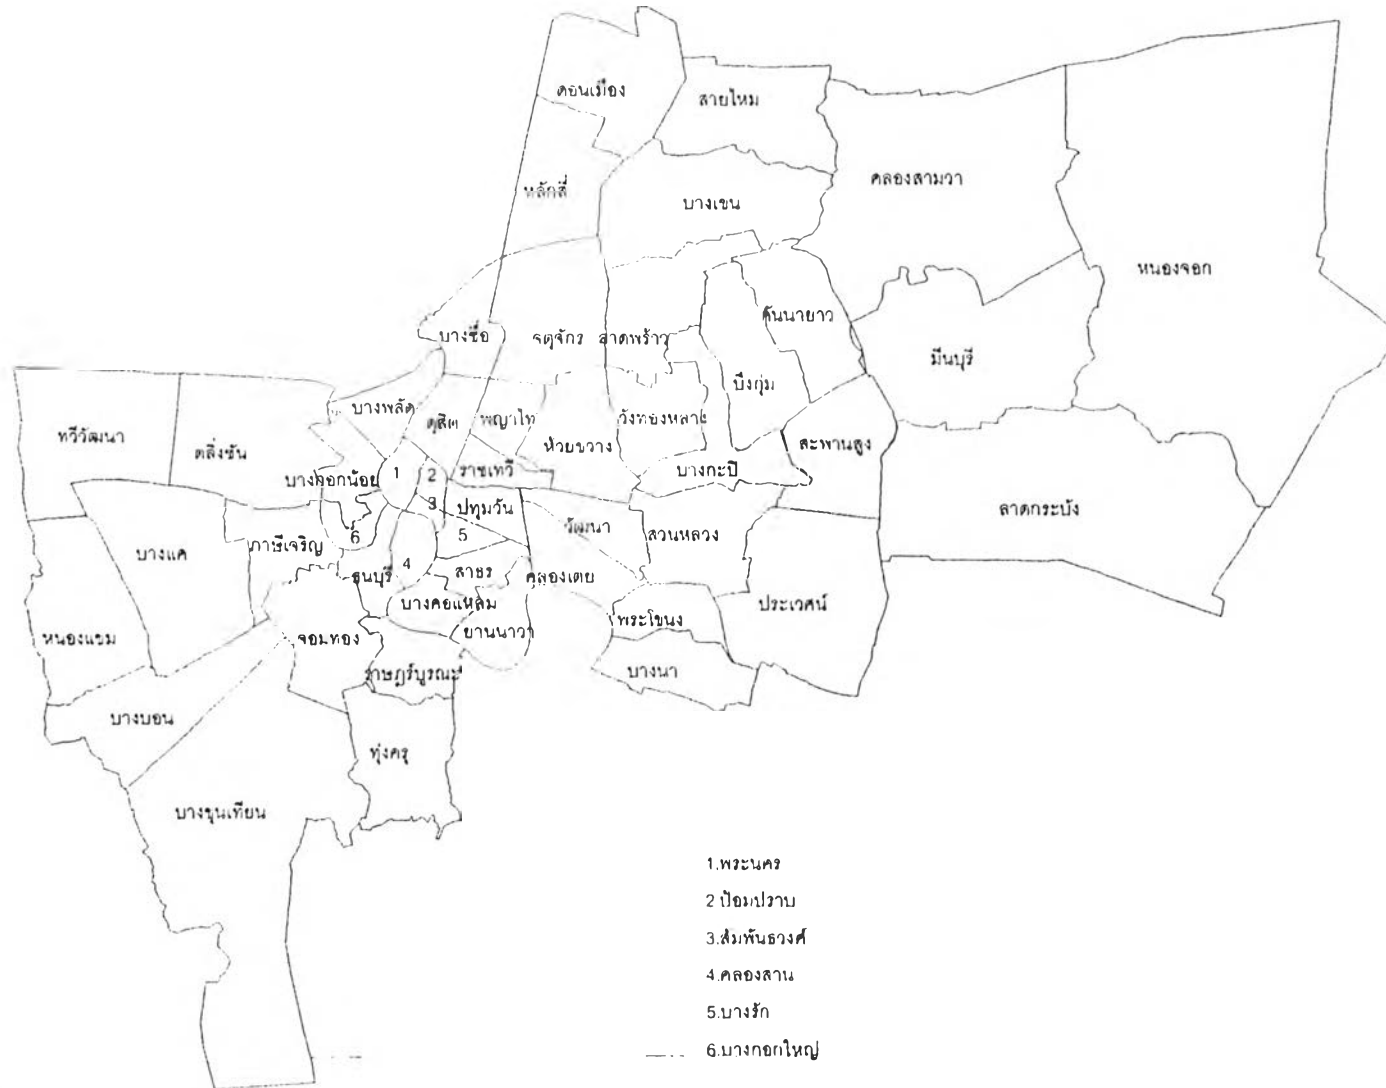 ดอนเมือง
สายไหม
คลองสามวา
หลักสี่
บางเขน
หนองจอก
คันนายาว
บางซื่อ
จตุจักร
ลาดพร้าว
มีนบุรี
บึงกุ่ม
บางพลัด
ดุสิต
พญาไท
วังทองหลาง
ทวีวัฒนา
ตลิ่งชัน
ห้วยขวาง
สะพานสูง
บางกอกน้อย
1
2
ราชเทวี
บางกะปิ
3
ปทุมวัน
ลาดกระบัง
6
5
วัฒนา
สวนหลวง
บางแค
ภาษีเจริญ
4
ธนบุรี
สาธร
คลองเตย
บางคอแหลม
ประเวศน์
หนองแขม
จอมทอง
ยานนาวา
พระโขนง
ราษฎร์บูรณะ
บางนา
บางบอน
ทุ่งครุ
บางขุนเทียน
1.พระนคร
2 ป้อมปราบ
3.สัมพันธวงค์
4.คลองสาน
5.บางรัก
6.บางกอกใหญ่